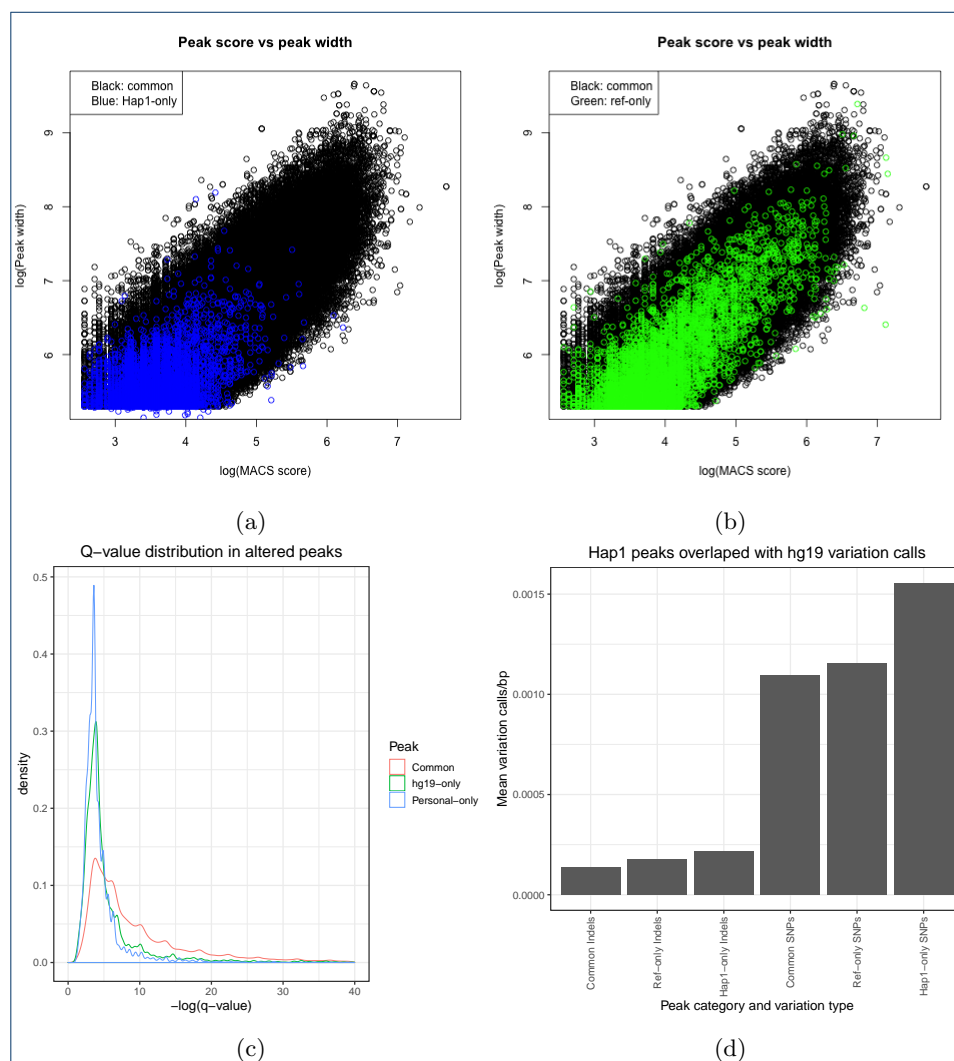 Peak score vs peak width
Black: common
Blue: Hap1-only
log(Peak width)
9
8
7
6
3 4 5 6 7
log(MACS score)
(a)
Peak score vs peak width
Black: common
Green: ref-only
log(Peak width)
9
8
7
6
3 4 5 6 7
log(MACS score)
(b)
Q−value distribution in altered peaks
density
0.5
0.4
0.3
0.2
0.1
0.0
0 10 20 30 40
−log(q−value)
Peak
Common
hg19−only
Personal−only
(c)
Hap1 peaks overlaped with hg19 variation calls
Mean variation calls/bp
0.0015
0.0010
0.0005
0.0000
Common Indels
Ref−only Indels
Hap1−only Indels
Common SNPs
Ref−only SNPs
Hap1−only SNPs
Peak category and variation type
(d)